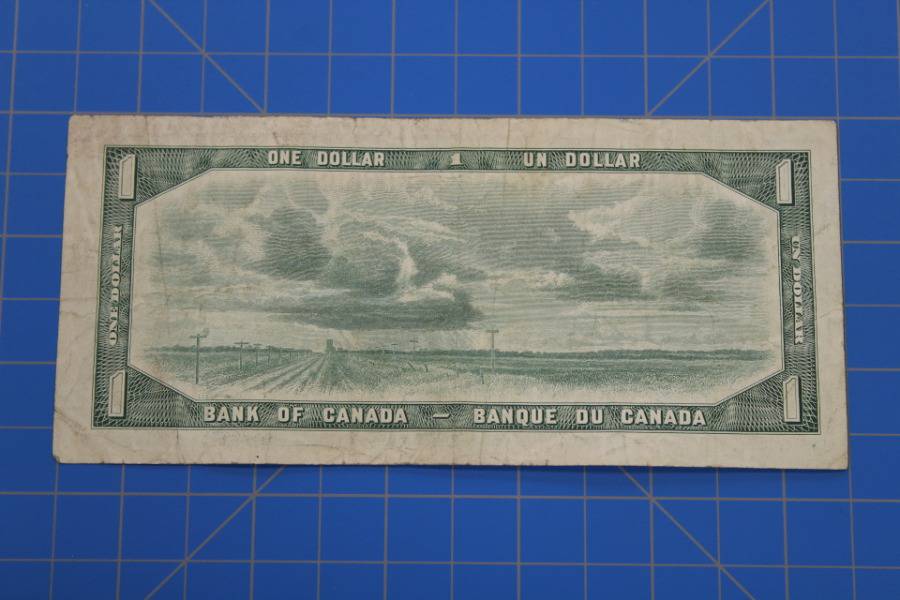 1 ONE DOLLAR 1 UN DOLLAR 1
ONE DOLLAR
UN DOLLAR
1 BANK OF CANADA — BANQUE DU CANADA 1